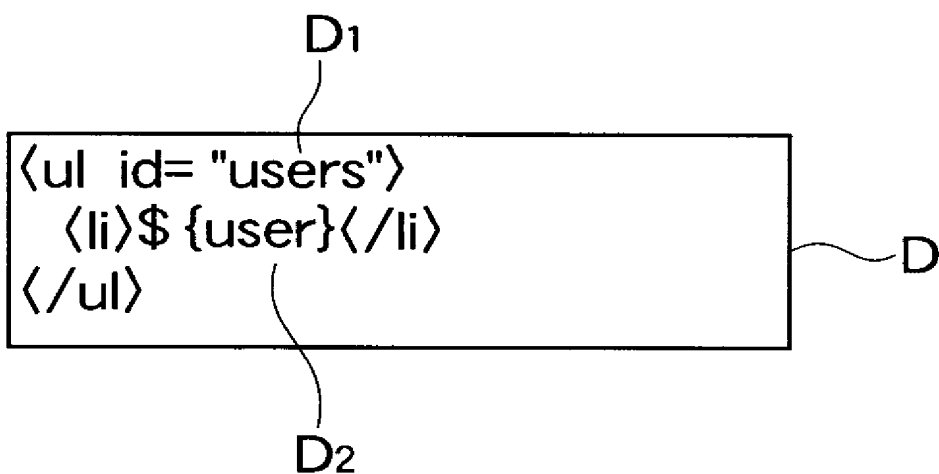 D1
〈ul id= "users"〉
〈li〉$ {user}〈/li〉
D
〈/ul〉
D2